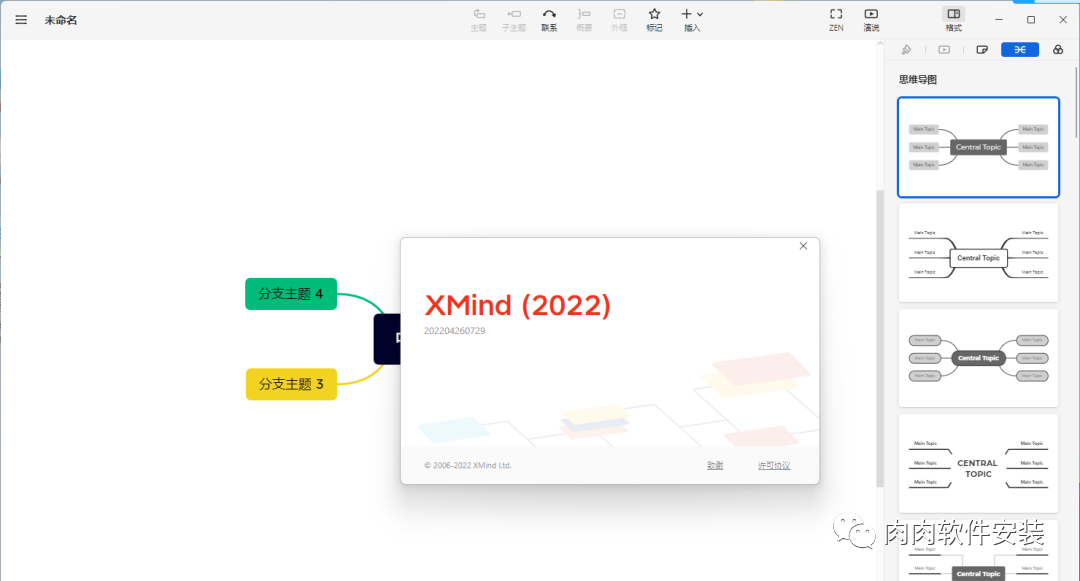 未命名
主题 子主题 联系 概要 外框 标记 插入 ZEN 演说 格式
思维导图
Main Topic Main Topic
Main Topic Central Topic Main Topic
Main Topic Main Topic
Main Topic Main Topic
Main Topic Central Topic Main Topic
Main Topic Main Topic
Main Topic Main Topic
Main Topic Central Topic Main Topic
Main Topic Main Topic
Main Topic Main Topic
Main Topic CENTRAL TOPIC Main Topic
Main Topic Main Topic
Main Topic Main Topic
Main Topic Central Topic Main Topic
分支主题 4
分支主题 3
XMind (2022)
202204260729
© 2006-2022 XMind Ltd. 致谢 许可协议
肉肉软件安装